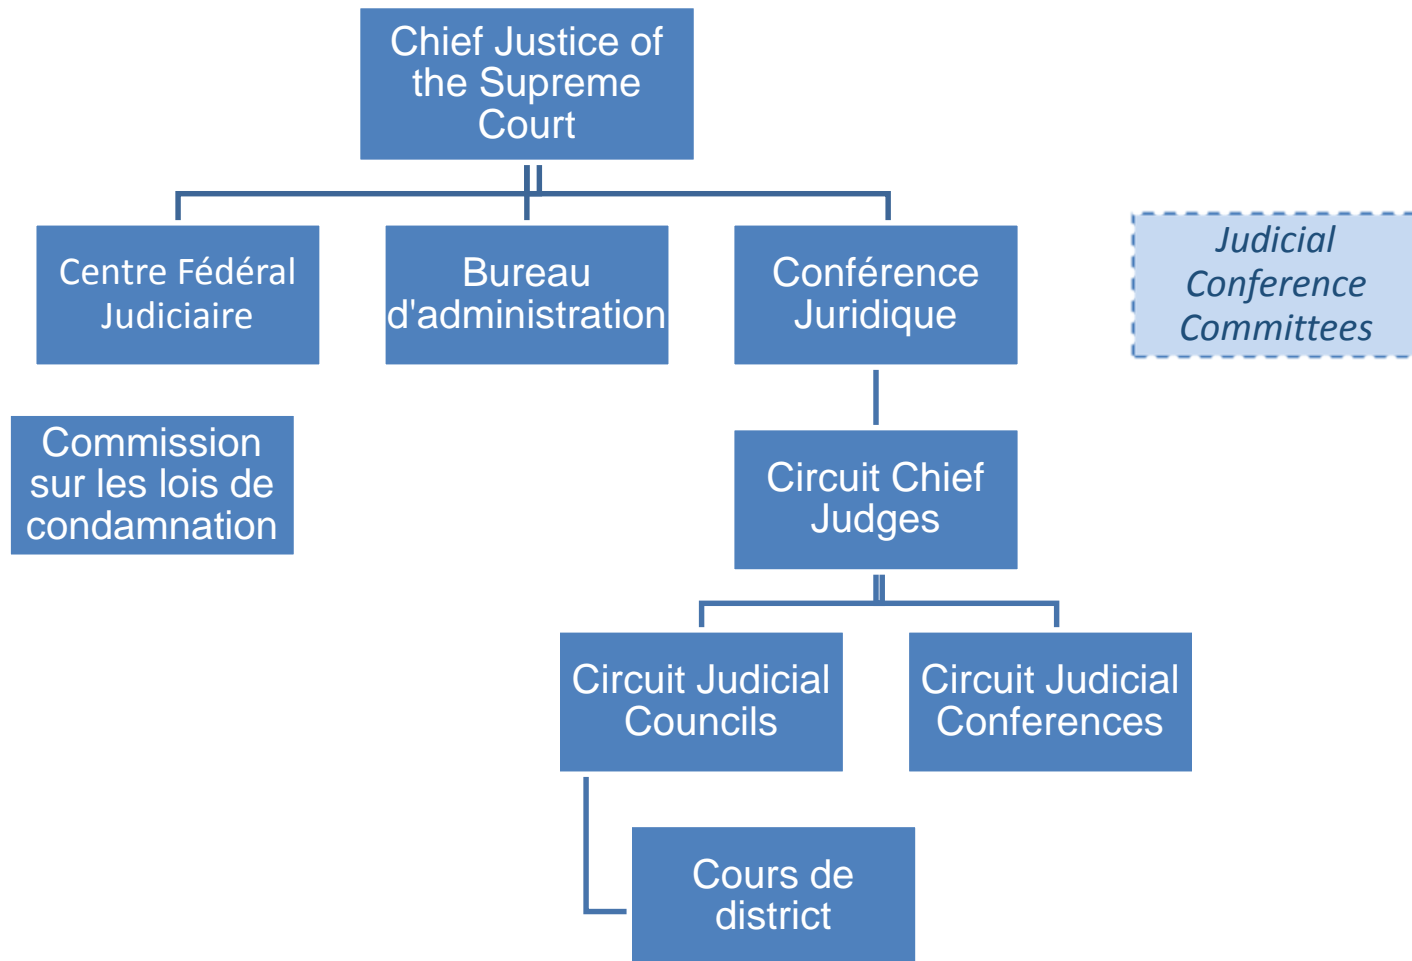 Chief Justice of
the Supreme
Court
Centre Fédéral
Judiciaire
Bureau
d'administration
Conférence
Juridique
Judicial
Conference
Committees
Commission
sur les lois de
condamnation
Circuit Chief
Judges
Circuit Judicial
Councils
Circuit Judicial
Conferences
Cours de
district